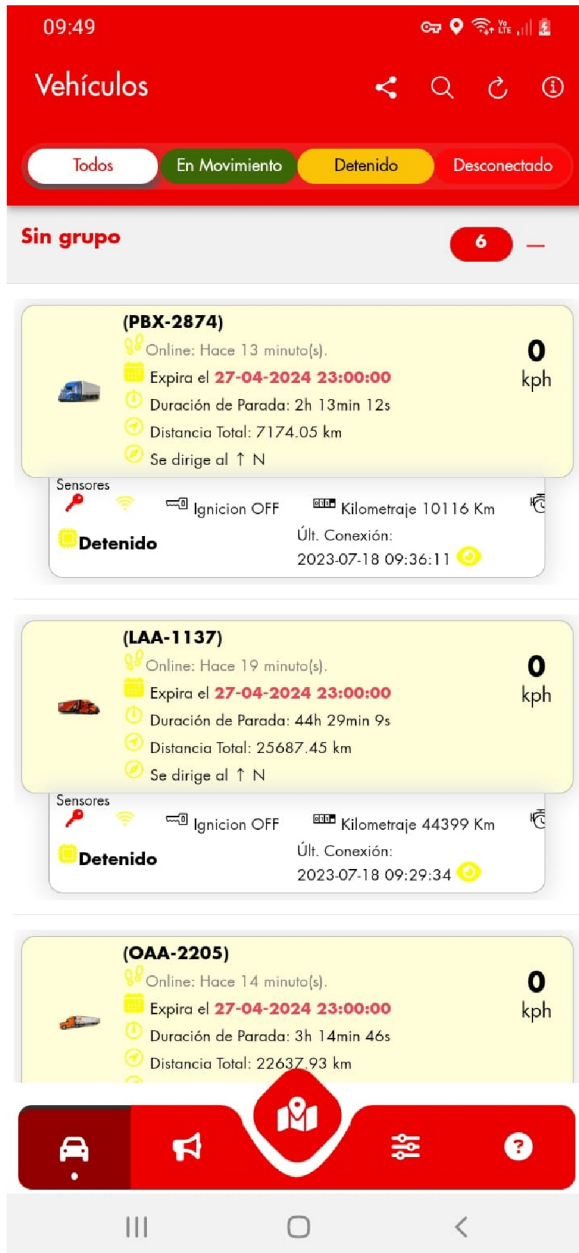 09:49
Vo
LTE
Vehículos
Todos
En Movimiento
Detenido
Desconectado
Sin grupo
6
(PBX-2874)
Online: Hace 13 minuto(s).
Expira el 27-04-2024 23:00:00
Duración de Parada: 2h 13min 12s
Distancia Total: 7174.05 km
Se dirige al ↑ N
0
kph
Sensores
Ignicion OFF
Kilometraje 10116 Km
Detenido
Últ. Conexión:
2023-07-18 09:36:11
(LAA-1137)
Online: Hace 19 minuto(s).
Expira el 27-04-2024 23:00:00
Duración de Parada: 44h 29min 9s
Distancia Total: 25687.45 km
Se dirige al ↑ N
0
kph
Sensores
Ignicion OFF
Kilometraje 44399 Km
Detenido
Últ. Conexión:
2023-07-18 09:29:34
(OAA-2205)
Online: Hace 14 minuto(s).
Expira el 27-04-2024 23:00:00
Duración de Parada: 3h 14min 46s
Distancia Total: 22637.93 km
0
kph